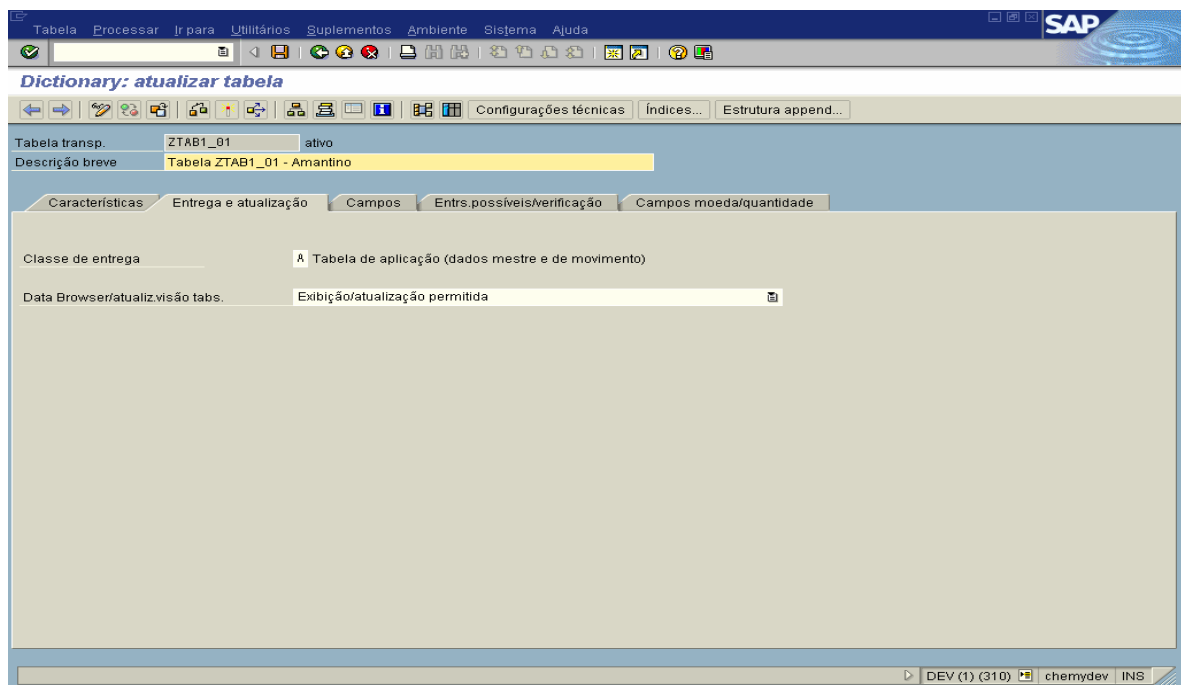 Tabela Processar Ir para Utilitários Suplementos Ambiente Sistema Ajuda
SAP
Dictionary: atualizar tabela
Configurações técnicas Índices... Estrutura append...
Tabela transp. ZTAB1_01 ativo
Descrição breve Tabela ZTAB1_01 - Amantino
Características Entrega e atualização Campos Entrs.possíveis/verificação Campos moeda/quantidade
Classe de entrega A Tabela de aplicação (dados mestre e de movimento)
Data Browser/atualiz.visão tabs. Exibição/atualização permitida
DEV (1) (310) chemydev INS